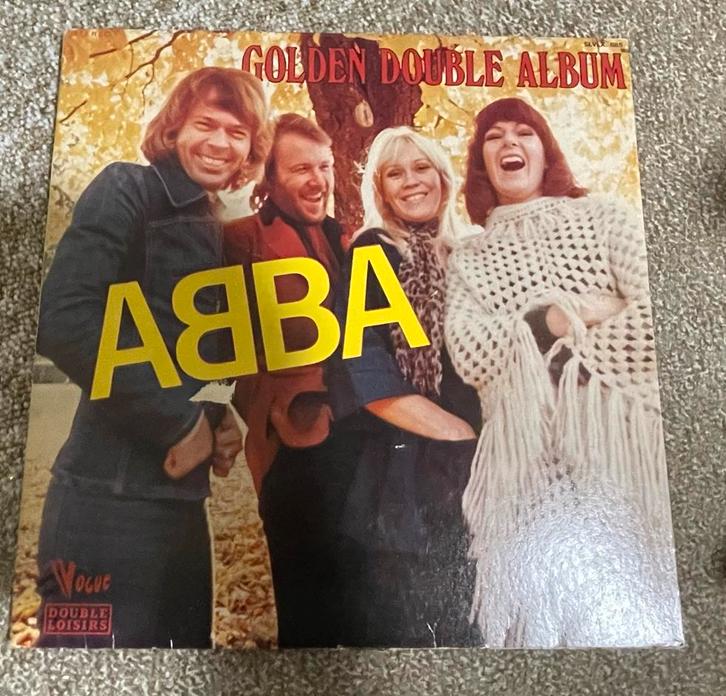 GOLDEN DOUBLE ALBUM
ABBA
VOGUE
DOUBLE
LOISIRS